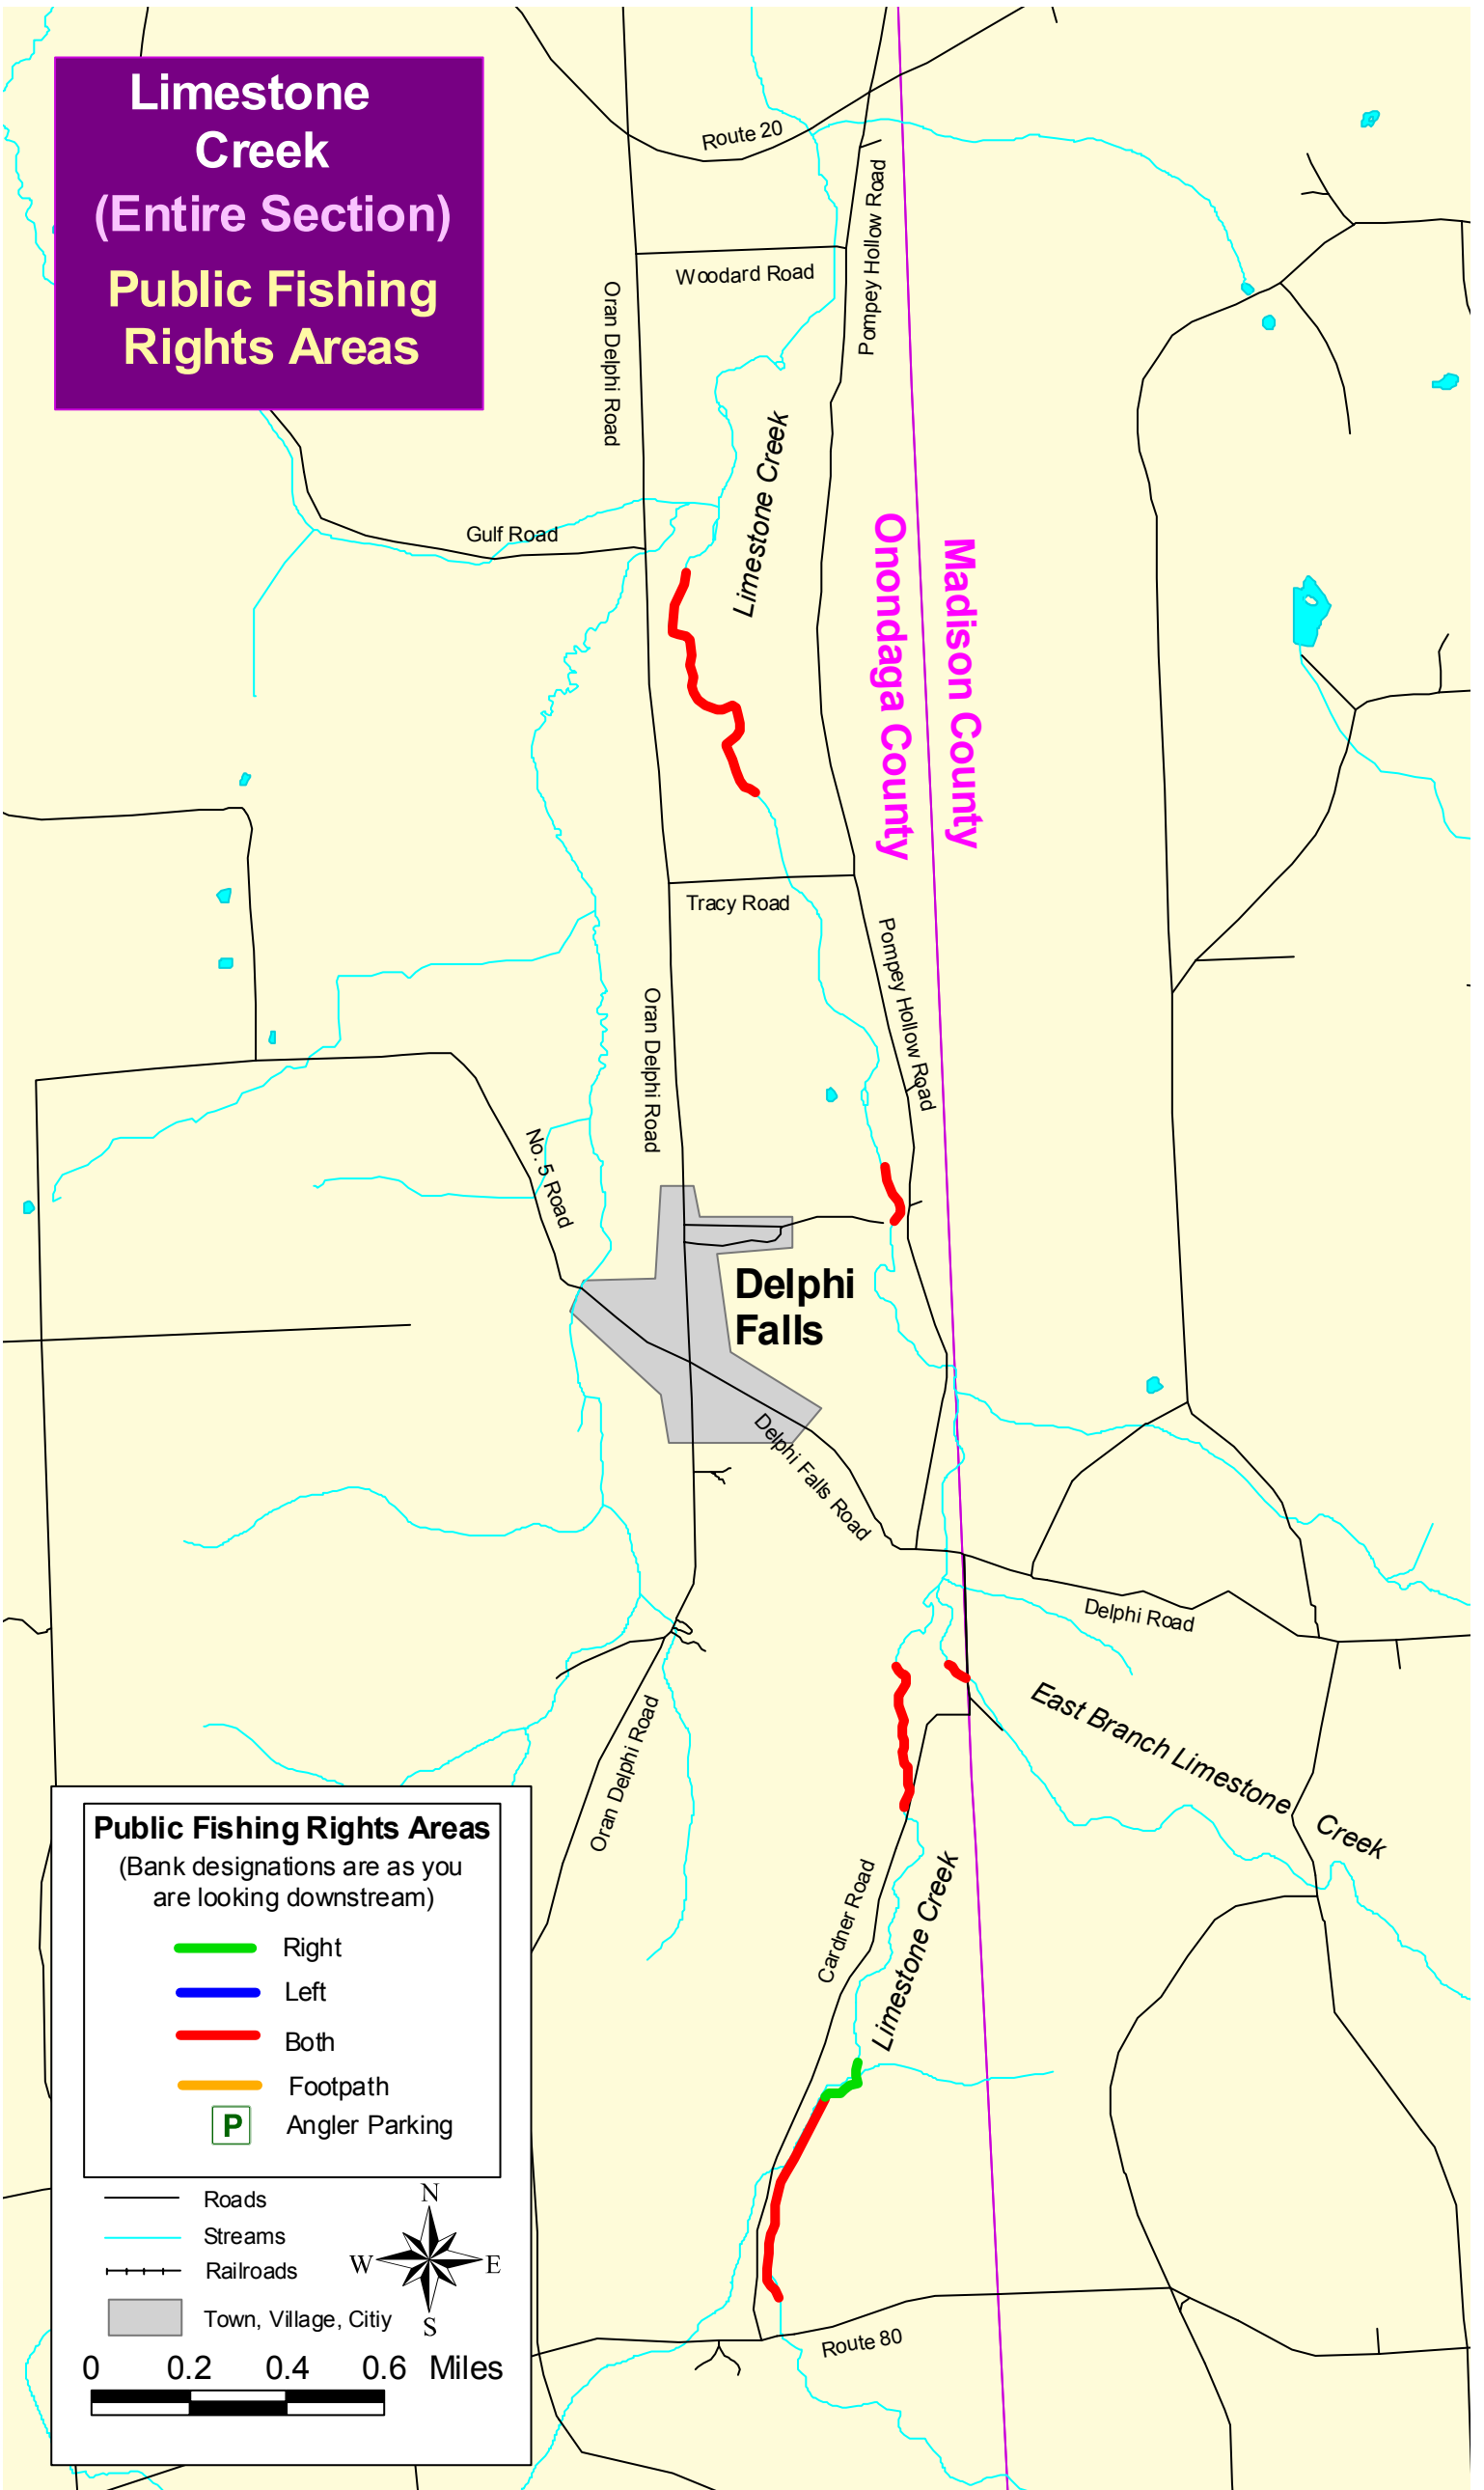 Limestone
Creek
(Entire Section)
Public Fishing
Rights Areas
Route 20
Pompey Hollow Road
Woodard Road
Oran Delphi Road
Limestone Creek
Gulf Road
Onondaga County
Madison County
Tracy Road
Pompey Hollow Road
Oran Delphi Road
No. 5 Road
Delphi
Falls
Delphi Falls Road
Delphi Road
East Branch Limestone Creek
Oran Delphi Road
Cardner Road
Limestone Creek
Route 80
Public Fishing Rights Areas
(Bank designations are as you
are looking downstream)
Right
Left
Both
Footpath
P Angler Parking
Roads
Streams
Railroads
Town, Village, Citiy
N
W E
S
0 0.2 0.4 0.6 Miles